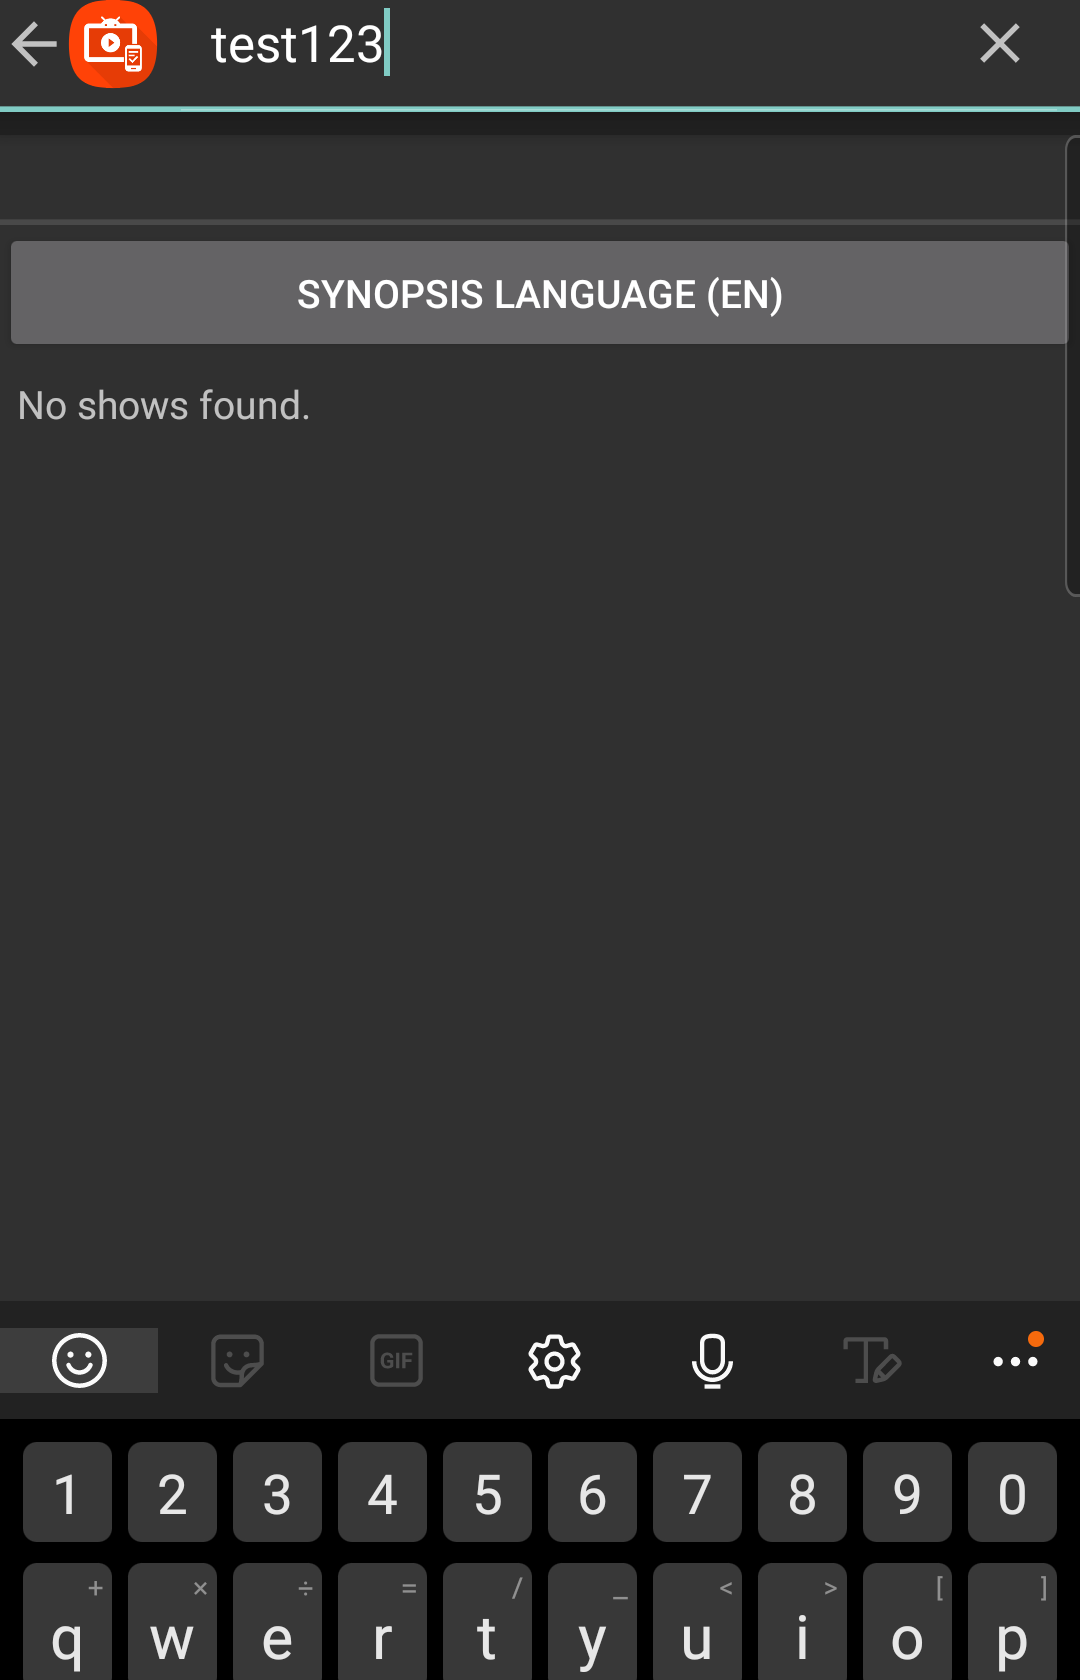 test123
SYNOPSIS LANGUAGE (EN)
No shows found.
GIF
1 2 3 4 5 6 7 8 9 0
+ × ÷ = / _ < > [ ]
q w e r t y u i o p